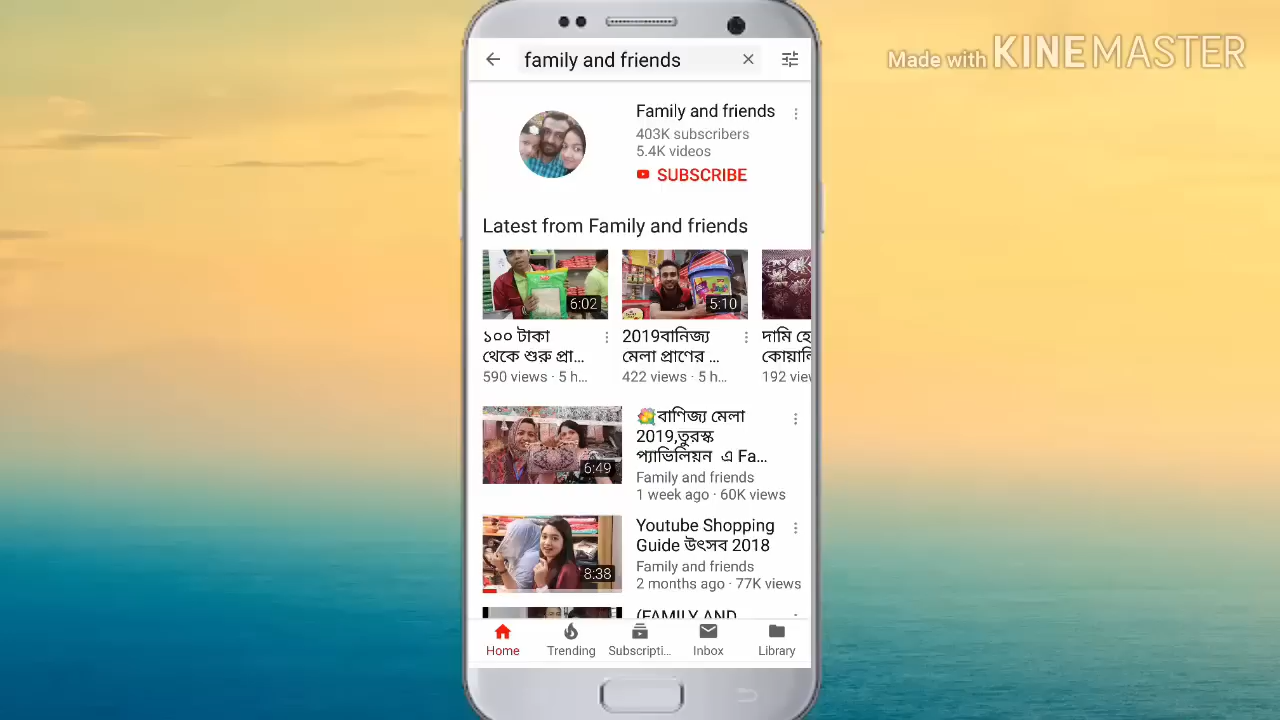 Made with KINEMASTER
family and friends
Family and friends
403K subscribers
5.4K videos
SUBSCRIBE
Latest from Family and friends
6:02
5:10
১০০ টাকা
থেকে শুরু প্রা...
590 views · 5 h...
2019বানিজ্য
মেলা প্রাণের ...
422 views · 5 h...
দামি হে
কোয়ালি
192 view
6:49
বাণিজ্য মেলা
2019,তুরস্ক
প্যাভিলিয়ন এ Fa...
Family and friends
1 week ago · 60K views
8:38
Youtube Shopping
Guide উৎসব 2018
Family and friends
2 months ago · 77K views
(FAMILY AND
Home
Trending
Subscripti...
Inbox
Library